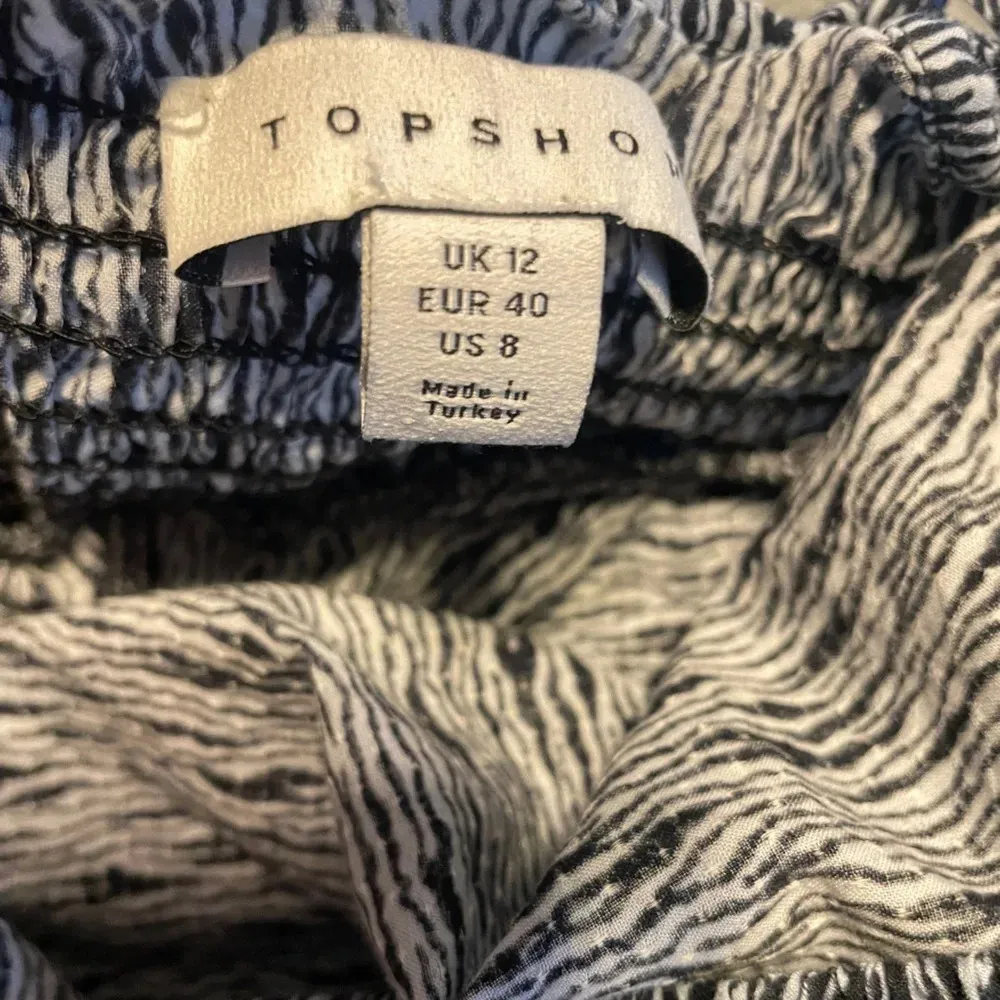 TOPSHO
UK 12
EUR 40
US 8
Made in
Turkey